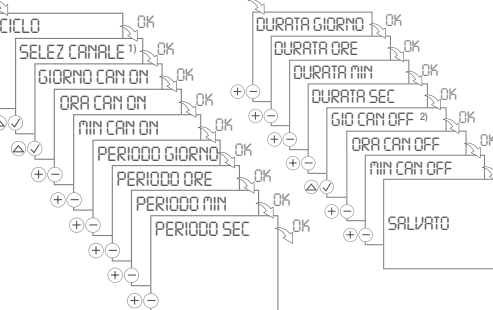 CICLO
OK
SELEZ CANALE 1)
OK
GIORNO CAN ON
OK
ORA CAN ON
OK
MIN CAN ON
OK
PERIODO GIORNO
OK
PERIODO ORE
OK
PERIODO MIN
OK
PERIODO SEC
OK
DURATA GIORNO
OK
DURATA ORE
OK
DURATA MIN
OK
DURATA SEC
OK
GIO CAN OFF 2)
OK
ORA CAN OFF
OK
MIN CAN OFF
SALVATO